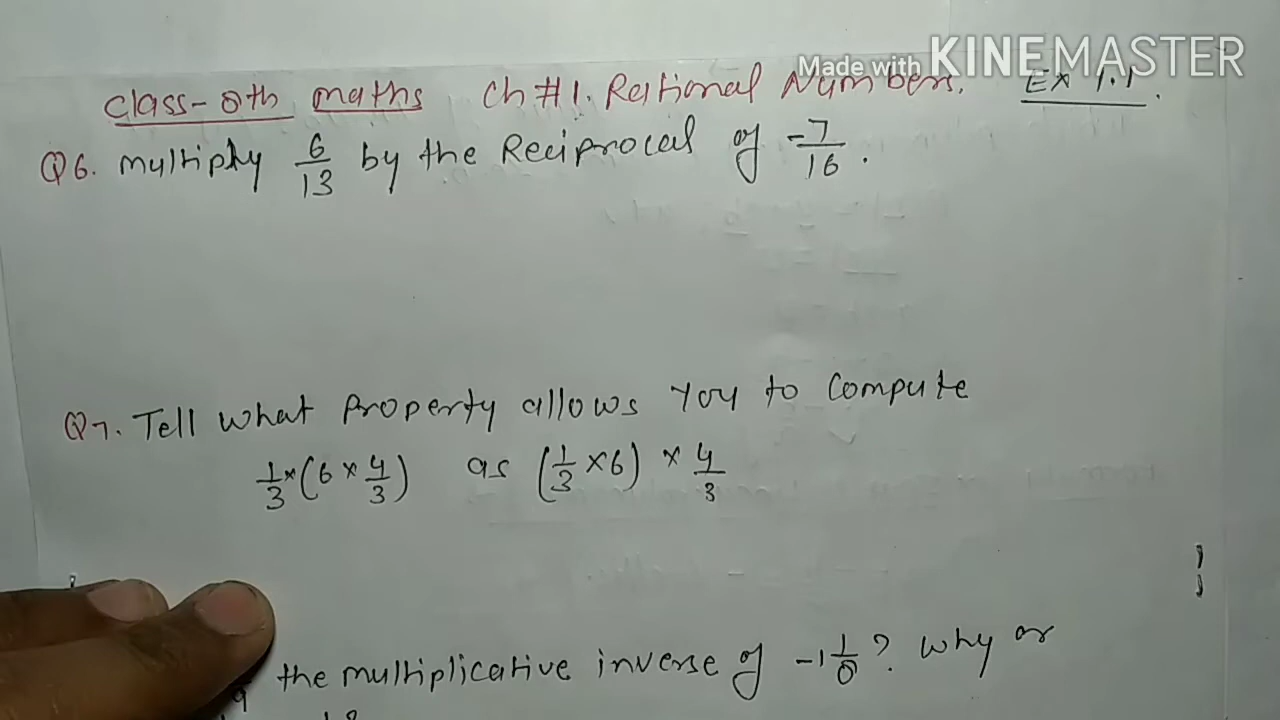 Made with KINEMASTER
Class-8th maths Ch#1. Rational Numbers. Ex 1.1.
Q6. Multiply 6/13 by the Reciprocal of -7/16.
Q7. Tell what Property allows you to compute
1/3×(6×4/3) as (1/3×6)×4/3
the multiplicative inverse of -1 1/8? Why or